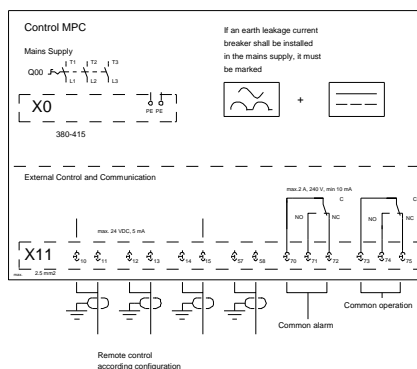 Control MPC
Mains Supply
If an earth leakage current
breaker shall be installed
in the mains supply, it must
be marked
T1 T2 T3
Q00
L1 L2 L3
X0
PE PE
+
380-415
External Control and Communication
max.2 A, 240 V, min 10 mA
C C
max. 24 VDC, 5 mA
NO NC NO NC
X11
10 11 12 13 14 15 57 58 70 71 72 73 74 75
max. 2.5 mm2
Common operation
Common alarm
Remote control
according configuration